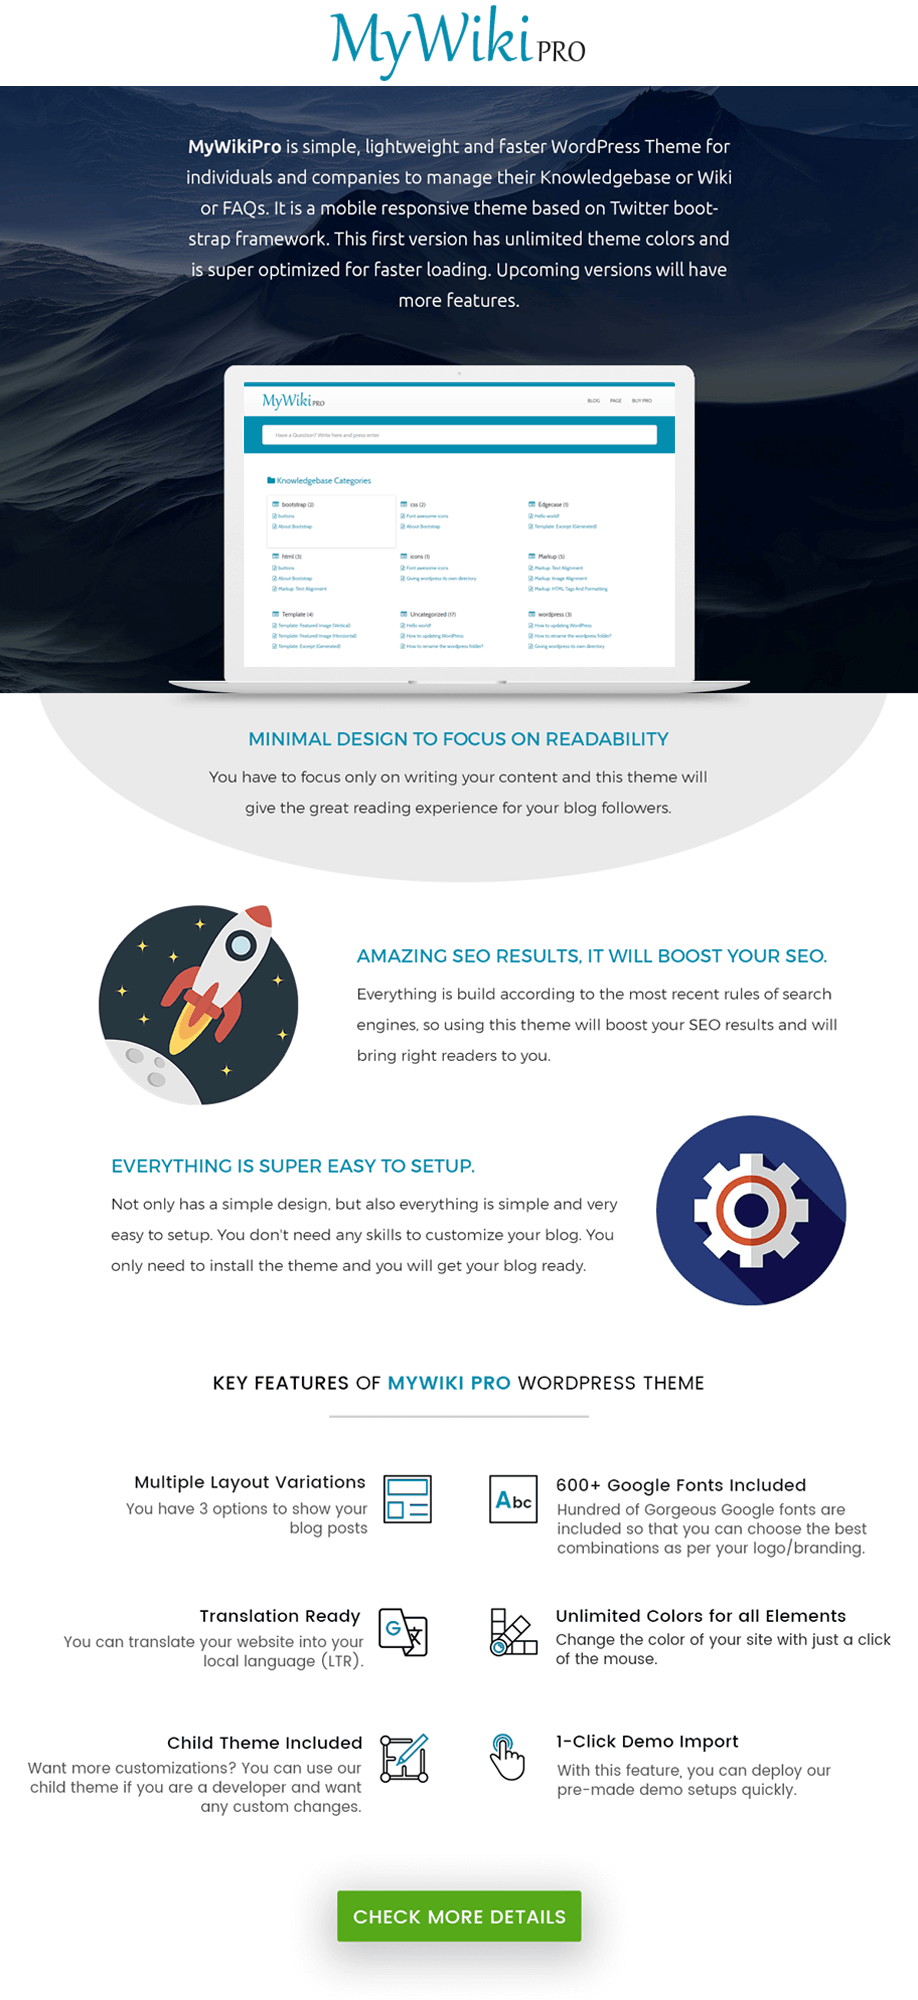 MyWiki PRO
MyWikiPro is simple, lightweight and faster WordPress Theme for
individuals and companies to manage their Knowledgebase or Wiki
or FAQs. It is a mobile responsive theme based on Twitter boot-
strap framework. This first version has unlimited theme colors and
is super optimized for faster loading. Upcoming versions will have
more features.
MyWiki PRO
BLOG PAGE BUY PRO
Have a Question? Write here and press enter
Knowledgebase Categories
bootstrap (2)
buttons
About Bootstrap
css (2)
Font awesome icons
About Bootstrap
Edgecase (1)
Hello world!
Template: Excerpt (Generated)
html (3)
buttons
About Bootstrap
Markup: Text Alignment
icons (1)
Font awesome icons
Giving wordpress its own directory
Markup (5)
Markup: Text Alignment
Markup: Image Alignment
Markup: HTML Tags And Formatting
Template (4)
Template: Featured Image (Vertical)
Template: Featured Image (Horizontal)
Template: Excerpt (Generated)
Uncategorized (17)
Hello world!
How to updating WordPress
How to rename the wordpress folder?
wordpress (3)
How to updating WordPress
How to rename the wordpress folder?
Giving wordpress its own directory
MINIMAL DESIGN TO FOCUS ON READABILITY
You have to focus only on writing your content and this theme will
give the great reading experience for your blog followers.
AMAZING SEO RESULTS, IT WILL BOOST YOUR SEO.
Everything is build according to the most recent rules of search
engines, so using this theme will boost your SEO results and will
bring right readers to you.
EVERYTHING IS SUPER EASY TO SETUP.
Not only has a simple design, but also everything is simple and very
easy to setup. You don't need any skills to customize your blog. You
only need to install the theme and you will get your blog ready.
KEY FEATURES OF MYWIKI PRO WORDPRESS THEME
Multiple Layout Variations
You have 3 options to show your
blog posts
Abc
600+ Google Fonts Included
Hundred of Gorgeous Google fonts are
included so that you can choose the best
combinations as per your logo/branding.
Translation Ready
You can translate your website into your
local language (LTR).
G
文
Unlimited Colors for all Elements
Change the color of your site with just a click
of the mouse.
Child Theme Included
Want more customizations? You can use our
child theme if you are a developer and want
any custom changes.
1-Click Demo Import
With this feature, you can deploy our
pre-made demo setups quickly.
CHECK MORE DETAILS